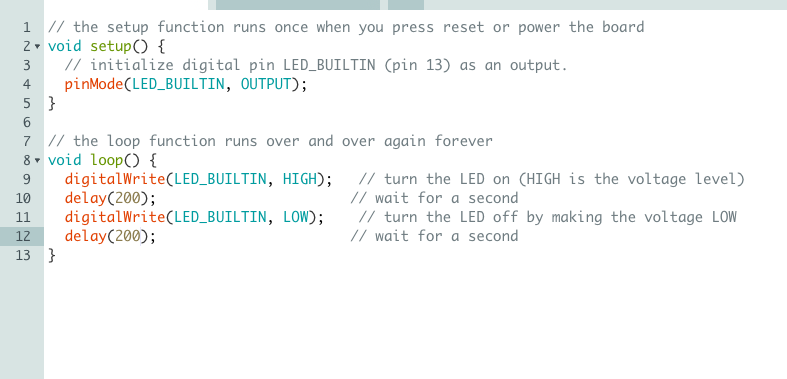 1 // the setup function runs once when you press reset or power the board
2 void setup() {
3   // initialize digital pin LED_BUILTIN (pin 13) as an output.
4   pinMode(LED_BUILTIN, OUTPUT);
5 }
6
7 // the loop function runs over and over again forever
8 void loop() {
9   digitalWrite(LED_BUILTIN, HIGH);   // turn the LED on (HIGH is the voltage level)
10   delay(200);                       // wait for a second
11   digitalWrite(LED_BUILTIN, LOW);    // turn the LED off by making the voltage LOW
12   delay(200);                       // wait for a second
13 }